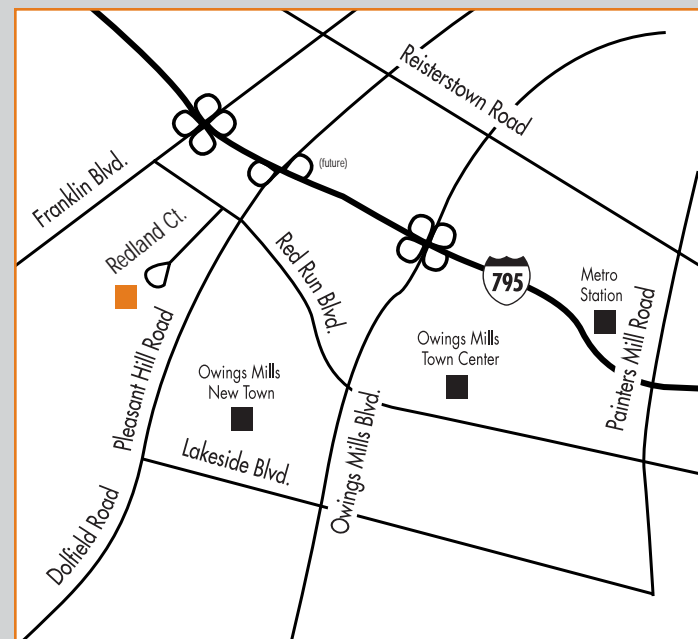 Reisterstown Road
(future)
Franklin Blvd.
Redland Ct.
Red Run Blvd.
795
Metro
Station
Painters Mill Road
Owings Mills
Town Center
Pleasant Hill Road
Owings Mills
New Town
Owings Mills Blvd.
Lakeside Blvd.
Dolfield Road